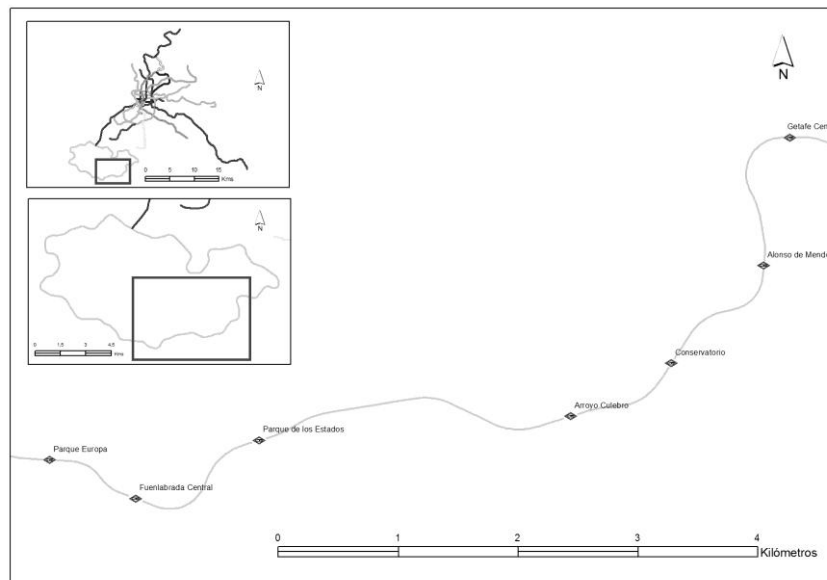 N
0 5 10 15
Kms
N
0 1,5 3 4,5
Kms
N
Getafe Cen
Alonso de Mend
Conservatorio
Arroyo Culebro
Parque de los Estados
Parque Europa
Fuenlabrada Central
0 1 2 3 4
Kilómetros